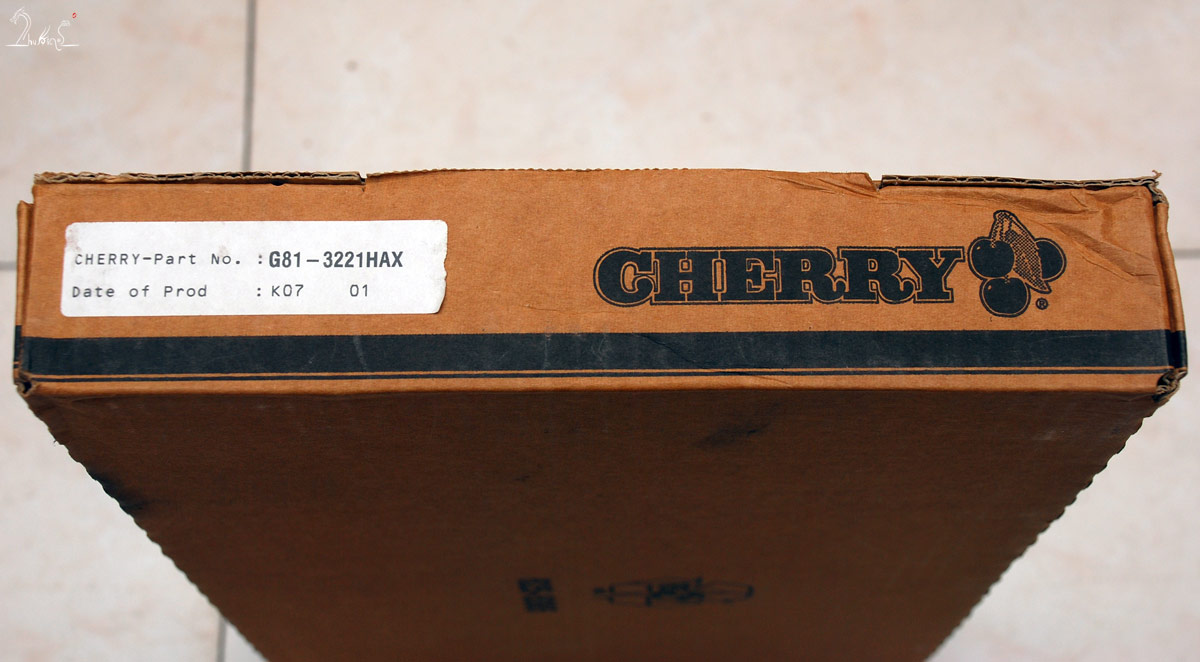 CHERRY-Part No. : G81-3221HAX
Date of Prod : K07 01
CHERRY ®